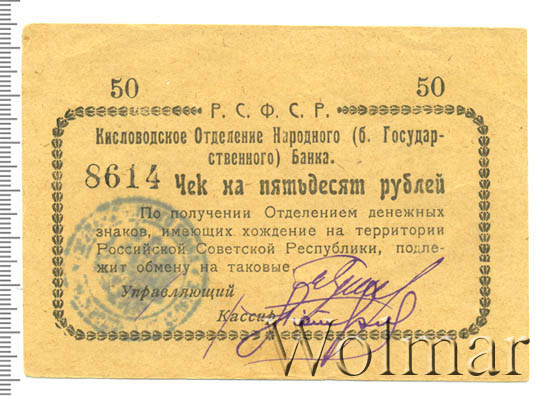 50 50
Р. С. Ф. С. Р.
Кисловодское Отделение Народного (б. Государ-
ственного) Банка.
8614 Чек на пятьдесят рублей
По получении Отделением денежных
знаков, имеющих хождение на территории
Российской Советской Республики, подле-
жит обмену на таковые.
Управляющий
Кассир
Wolmar